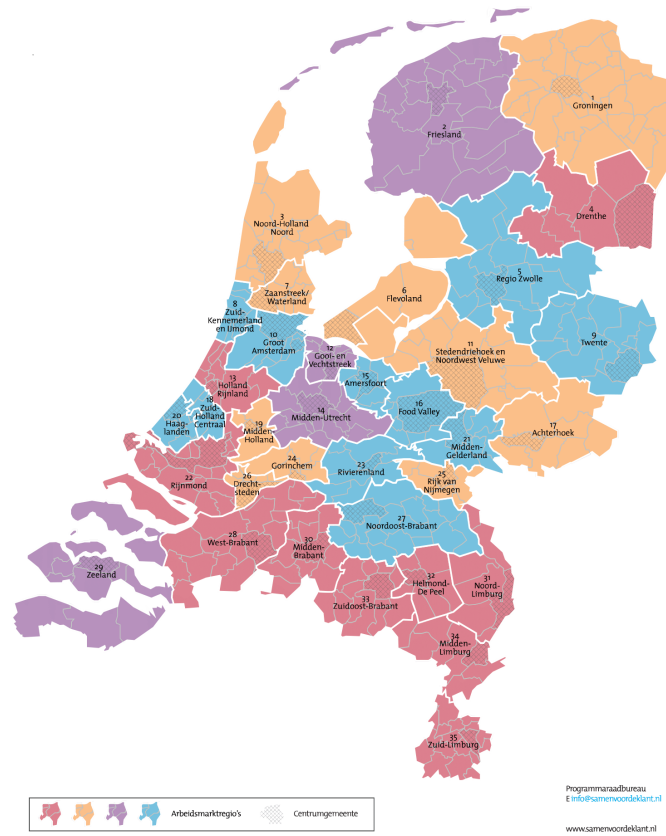 1
Groningen
2
Friesland
3
Noord-Holland
Noord
4
Drenthe
5
Regio Zwolle
6
Flevoland
7
Zaanstreek/
Waterland
8
Zuid-
Kennemerland
en IJmond
9
Twente
10
Groot
Amsterdam
11
Stedendriehoek en
Noordwest Veluwe
12
Gooi- en
Vechtstreek
13
Holland
Rijnland
14
Midden-Utrecht
15
Amersfoort
16
Food Valley
17
Achterhoek
18
Zuid-
Holland
Centraal
19
Midden-
Holland
20
Haag-
landen
21
Midden-
Gelderland
22
Rijnmond
23
Rivierenland
24
Gorinchem
25
Rijk van
Nijmegen
26
Drecht-
steden
27
Noordoost-Brabant
28
West-Brabant
29
Zeeland
30
Midden-
Brabant
31
Noord-
Limburg
32
Helmond-
De Peel
33
Zuidoost-Brabant
34
Midden-
Limburg
35
Zuid-Limburg
Arbeidsmarktregio's
Centrumgemeente
Programmaraadbureau
E info@samenvoordeklant.nl
www.samenvoordeklant.nl